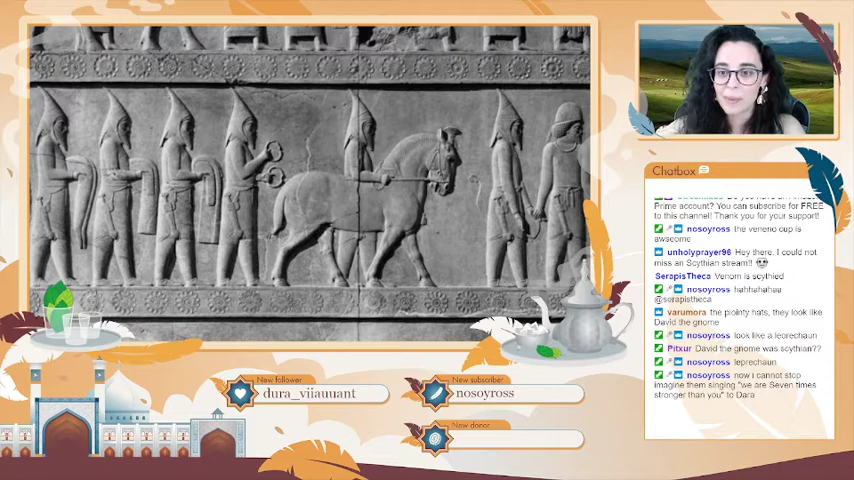 Chatbox
Prime account? You can subscribe for FREE
to this channel! Thank you for your support!
nosoyross the venerio cup is
awseome
unholyprayer96 Hey there. I could not
miss an Scythian stream!!
SerapisTheca Venom is scythied
nosoyross hahhahahaa
@serapistheca
varumora the piointy hats, they look like
David the gnome
nosoyross look like a leorechaun
Pitxur David the gnome was scythian??
nosoyross leprechaun
nosoyross now i cannot stop
imagine them singing "we are Seven times
stronger than you" to Dara
New follower
dura_viiauuant
New subscriber
nosoyross
New donor